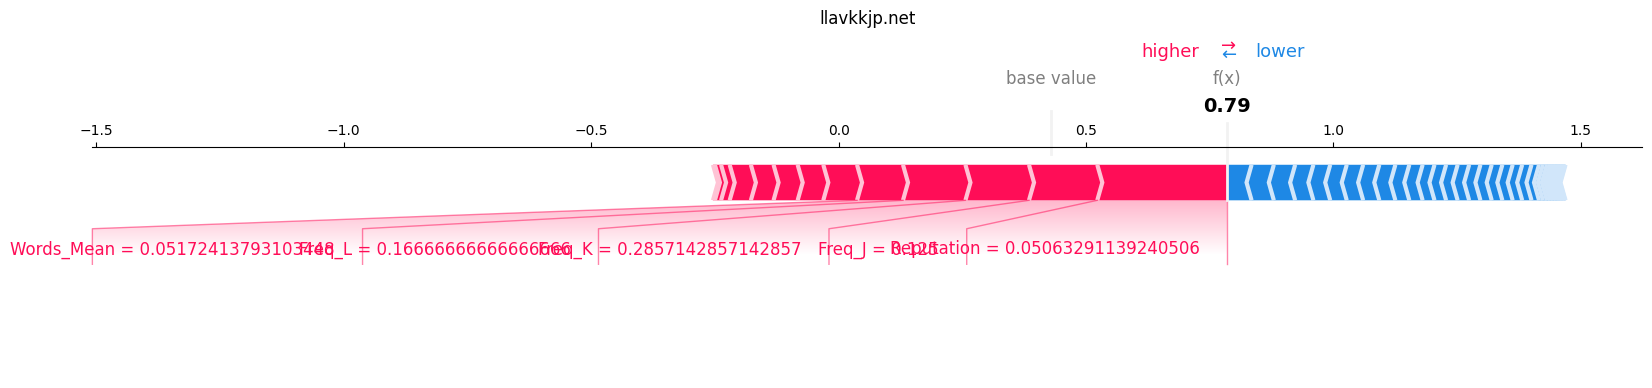 llavkkjp.net
higher → ← lower
base value f(x)
0.79
−1.5 −1.0 −0.5 0.0 0.5 1.0 1.5
Words_Mean = 0.05172413793103448 Freq_L = 0.16666666666666666 Freq_K = 0.2857142857142857 Freq_J = 0.125 Reputation = 0.05063291139240506